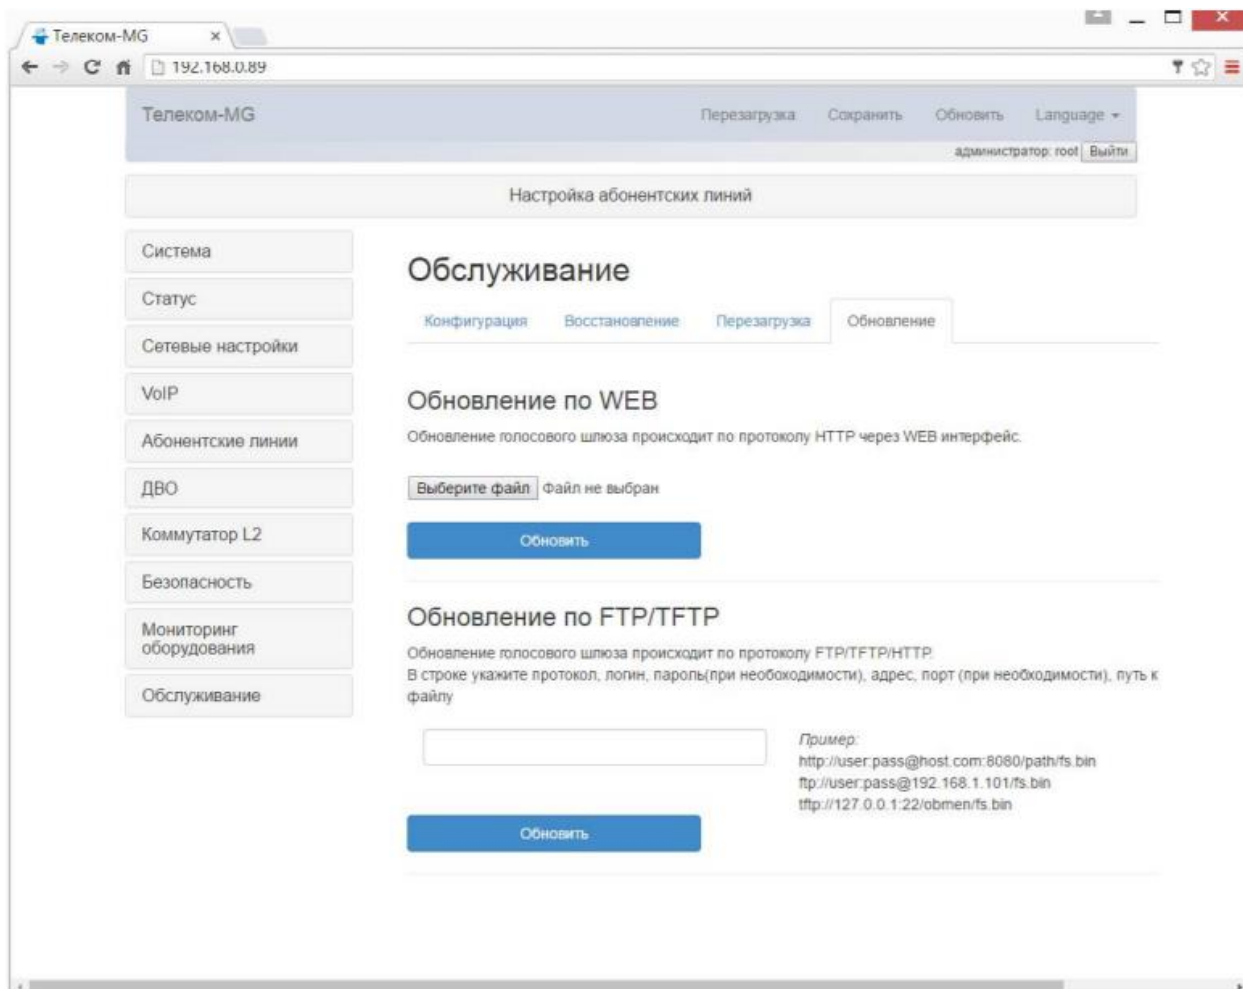 Телеком-MG
192.168.0.89
Телеком-MG Перезагрузка Сохранить Обновить Language
администратор: root Выйти
Настройка абонентских линий
Система
Статус
Сетевые настройки
VoIP
Абонентские линии
ДВО
Коммутатор L2
Безопасность
Мониторинг
оборудования
Обслуживание
Обслуживание
Конфигурация Восстановление Перезагрузка Обновление
Обновление по WEB
Обновление голосового шлюза происходит по протоколу HTTP через WEB интерфейс.
Выберите файл Файл не выбран
Обновить
Обновление по FTP/TFTP
Обновление голосового шлюза происходит по протоколу FTP/TFTP/HTTP.
В строке укажите протокол, логин, пароль(при необоходимости), адрес, порт (при необходимости), путь к
файлу
Пример:
http://user:pass@host.com:8080/path/fs.bin
ftp://user:pass@192.168.1.101/fs.bin
tftp://127.0.0.1:22/obmen/fs.bin
Обновить